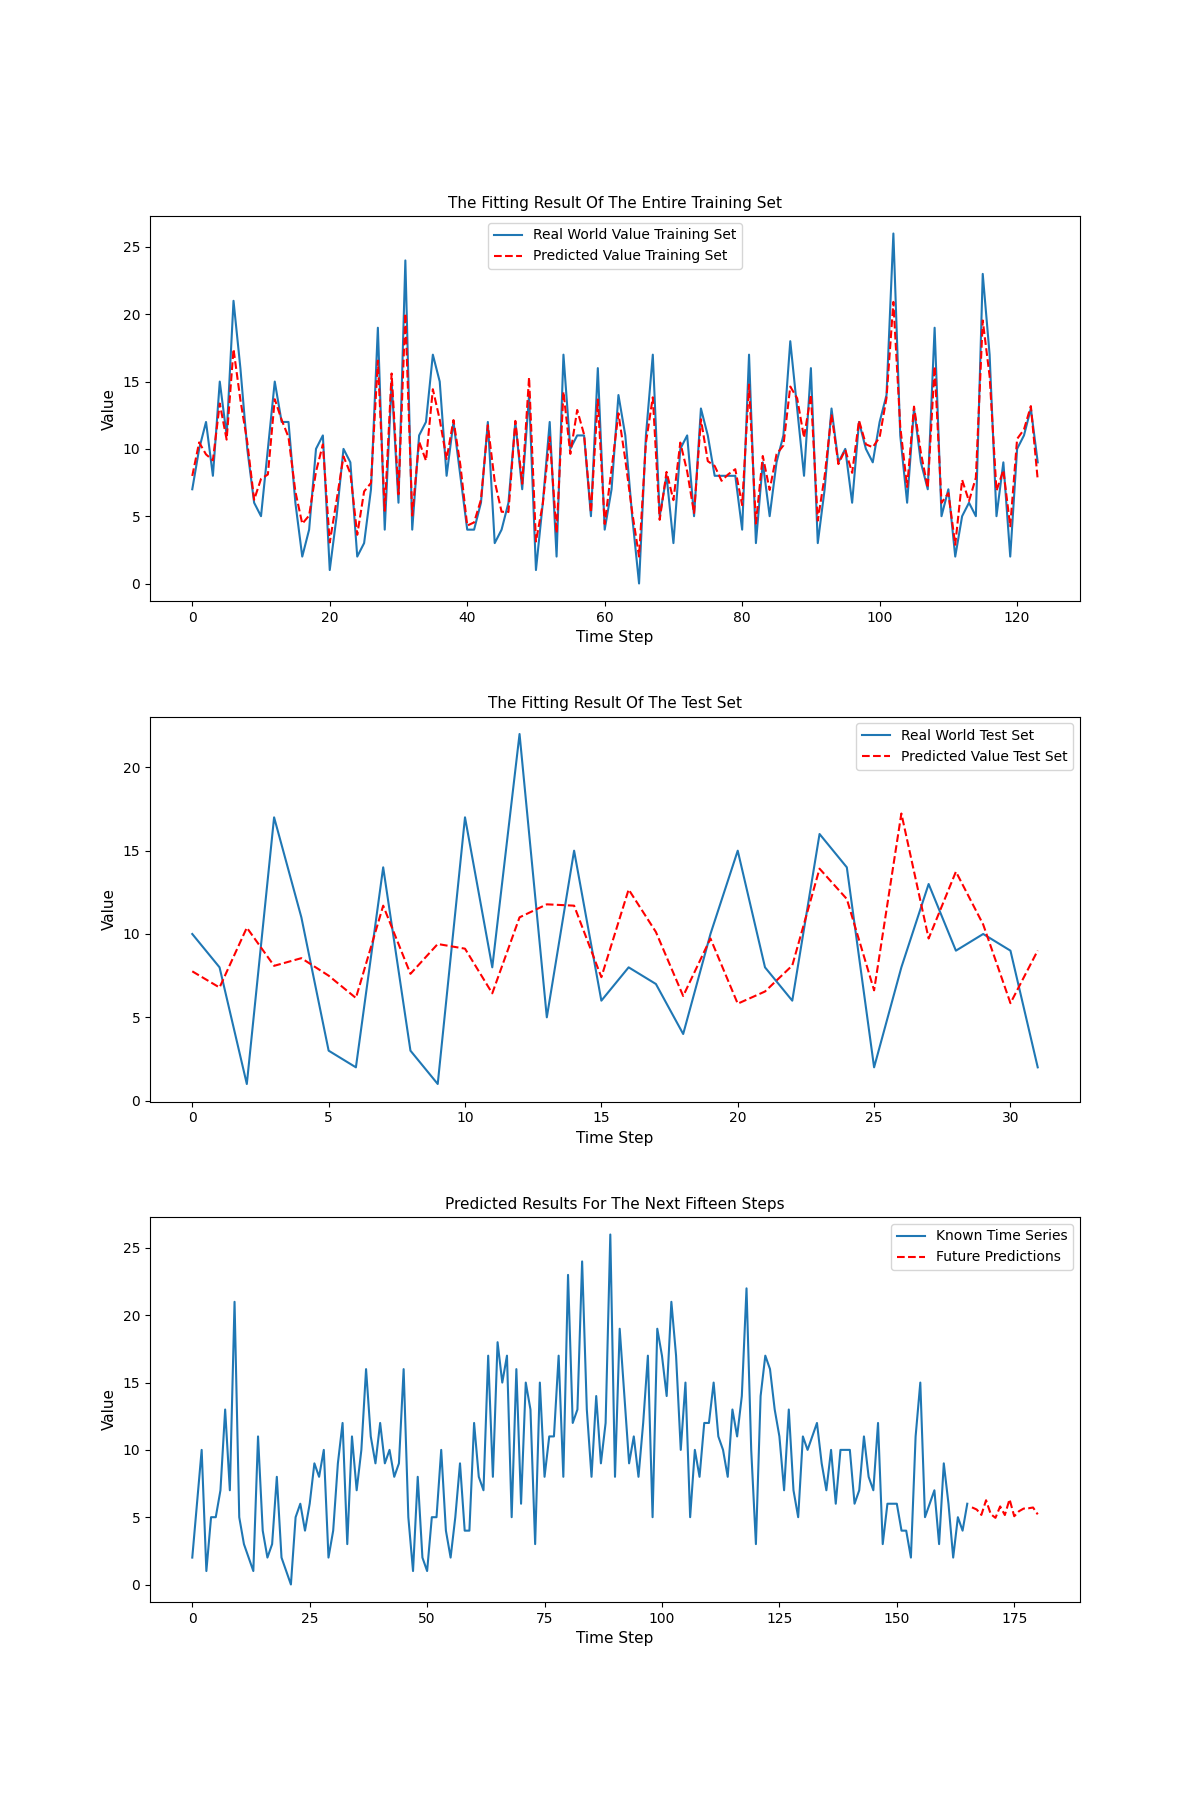 The Fitting Result Of The Entire Training Set
Real World Value Training Set
Predicted Value Training Set
Value
25
20
15
10
5
0
0 20 40 60 80 100 120
Time Step
The Fitting Result Of The Test Set
Real World Test Set
Predicted Value Test Set
Value
20
15
10
5
0
0 5 10 15 20 25 30
Time Step
Predicted Results For The Next Fifteen Steps
Known Time Series
Future Predictions
Value
25
20
15
10
5
0
0 25 50 75 100 125 150 175
Time Step